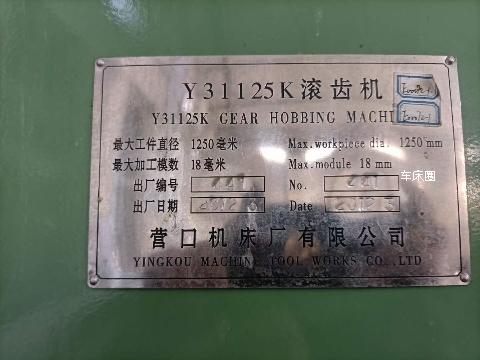 Y31125K滚齿机
Y31125K GEAR HOBBING MACHI
最大工件直径 1250毫米 Max.workpiece dia. 1250 mm
最大加工模数 18毫米 Max.module 18 mm
车床圈
出厂编号 No.
出厂日期 Date
营口机床厂有限公司
YINGKOU MACHINE TOOL WORKS CO.,LTD